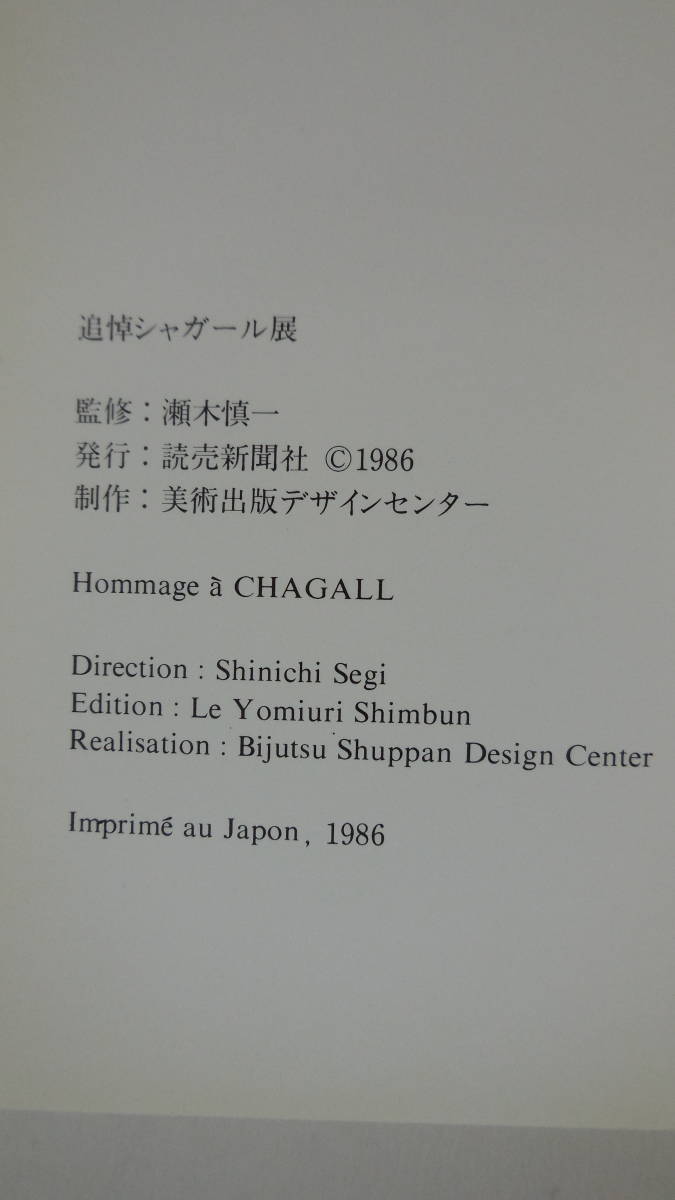 追悼シャガール展
監修：瀬木慎一
発行：読売新聞社 ©1986
制作：美術出版デザインセンター
Hommage à CHAGALL
Direction : Shinichi Segi
Edition : Le Yomiuri Shimbun
Realisation : Bijutsu Shuppan Design Center
Imprimé au Japon, 1986